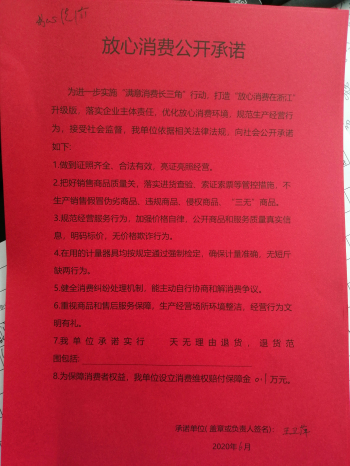 放心消费公开承诺
为进一步实施“满意消费长三角”行动，打造“放心消费在浙江”
升级版，落实企业主体责任，优化放心消费环境，规范生产经营行
为，接受社会监督，我单位依据相关法律法规，向社会公开承诺
如下：
1.做到证照齐全、合法有效，亮证亮照经营。
2.把好销售商品质量关，落实进货查验、索证索票等管控措施，不
生产销售假冒伪劣商品、违规商品、侵权商品、“三无”商品。
3.规范经营服务行为，加强价格自律，公开商品和服务质量真实信
息，明码标价，无价格欺诈行为。
4.在用的计量器具均按规定通过强制检定，确保计量准确，无短斤
缺两行为。
5.健全消费纠纷处理机制，能主动自行协商和解消费争议。
6.重视商品和售后服务保障，生产经营场所环境整洁，经营行为文
明有礼。
7.我单位承诺实行 天无理由退货，退货范
围包括：
8.为保障消费者权益，我单位设立消费维权赔付保障金 0.1 万元。
承诺单位(盖章或负责人签名)：
2020年 月